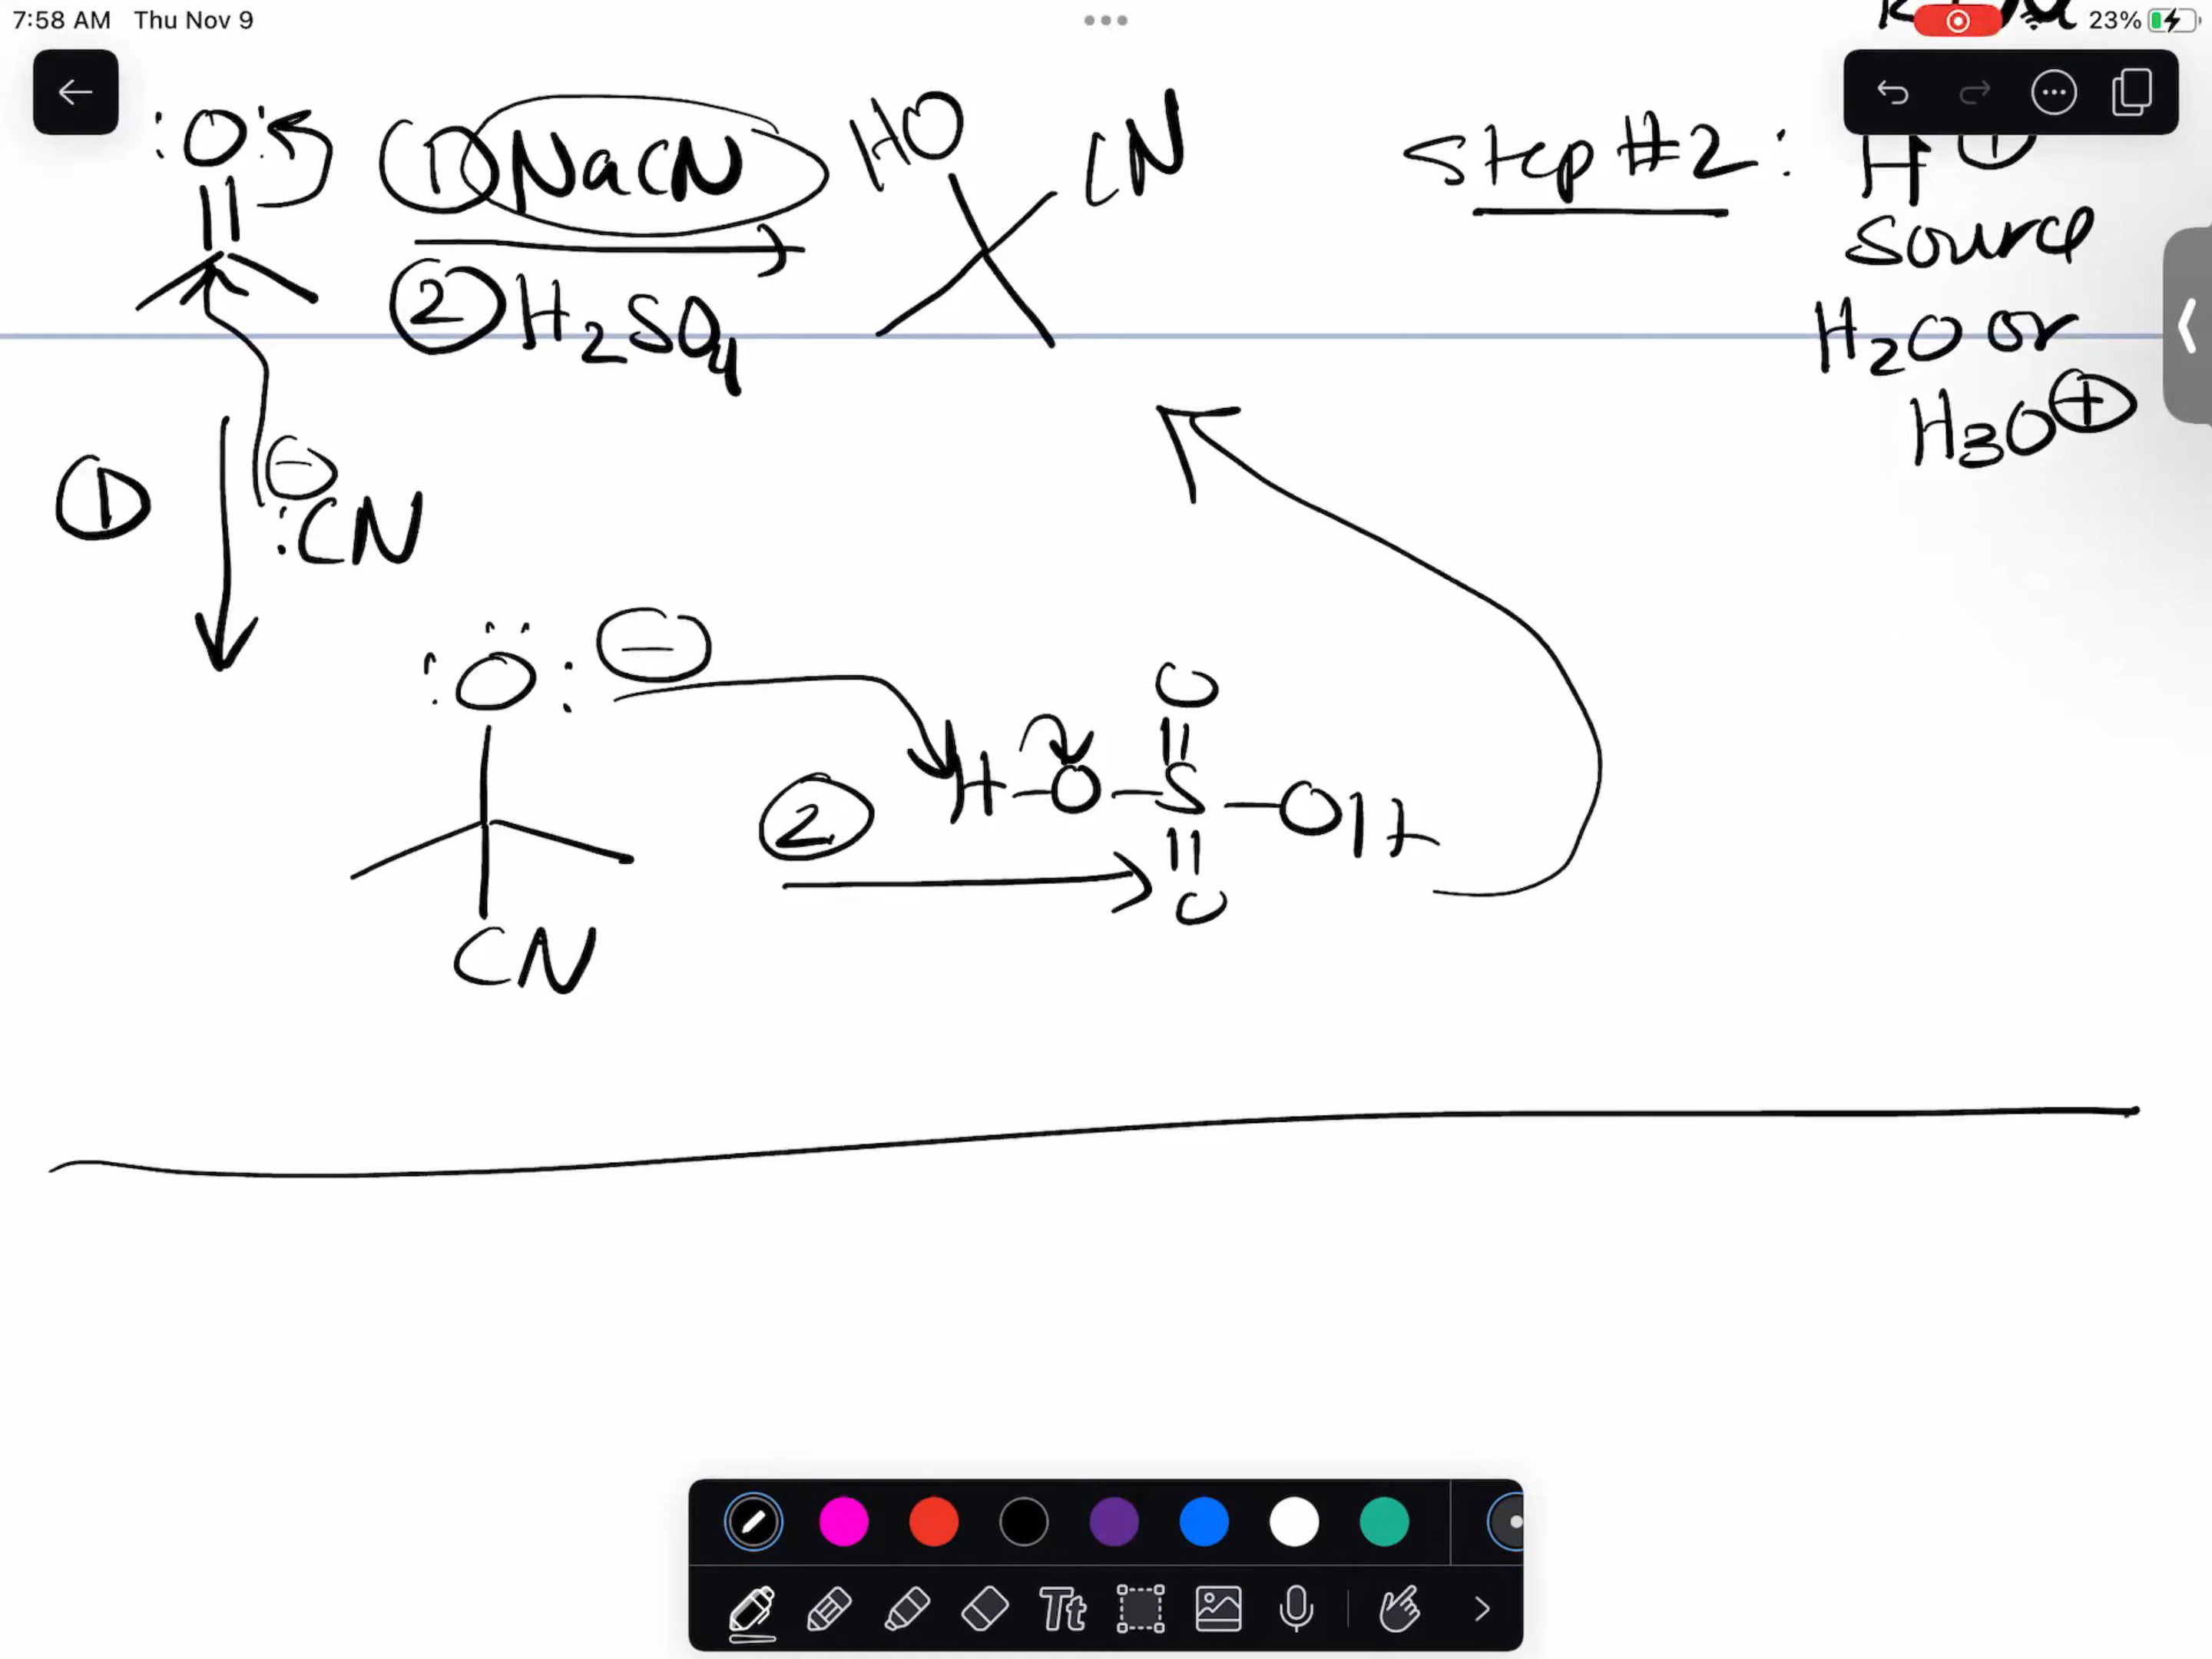 7:58 AM Thu Nov 9
23%
:O:
① NaCN
② H2SO4
HO
CN
Step #2: H⊕
source
H2O or
H3O⊕
①
⊖
:CN
:O: ⊖
O
②
H-O-S-OH
O
CN
Tt